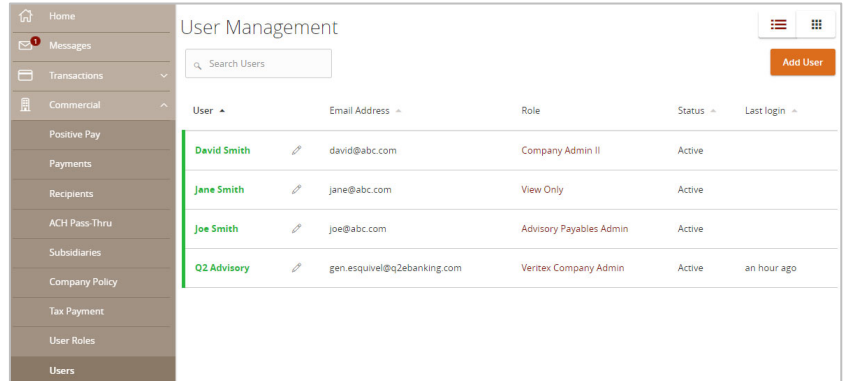 Home
Messages
1
Transactions
Commercial
Positive Pay
Payments
Recipients
ACH Pass-Thru
Subsidiaries
Company Policy
Tax Payment
User Roles
Users
User Management
Search Users
Add User
User Email Address Role Status Last login
David Smith david@abc.com Company Admin II Active
Jane Smith jane@abc.com View Only Active
Joe Smith joe@abc.com Advisory Payables Admin Active
Q2 Advisory gen.esquivel@q2ebanking.com Veritex Company Admin Active an hour ago